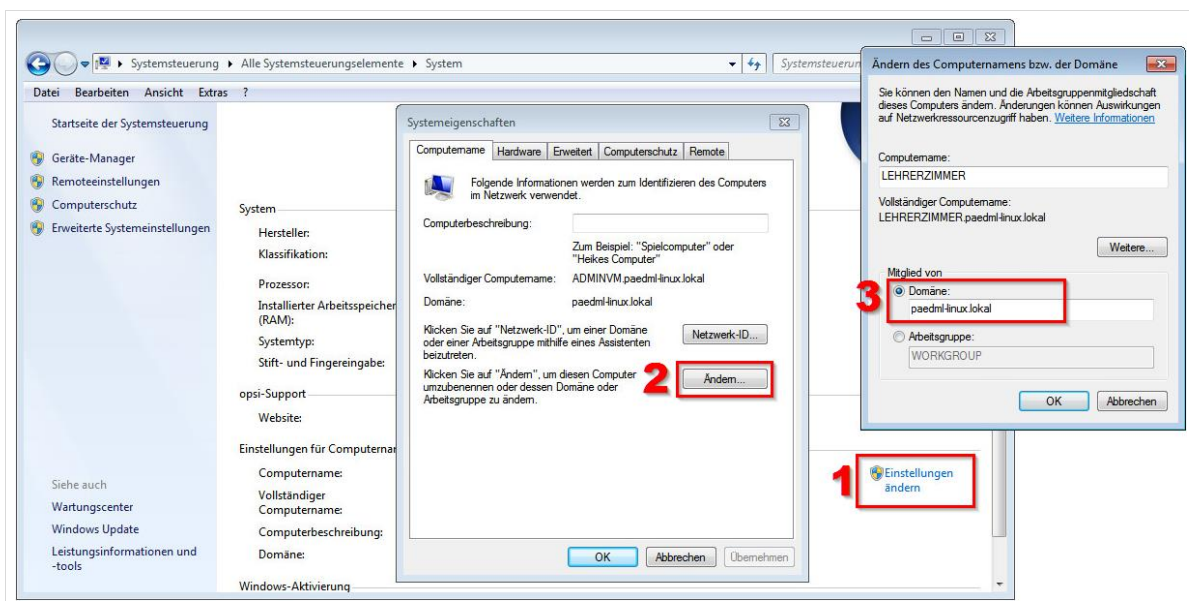 Systemsteuerung ▸ Alle Systemsteuerungselemente ▸ System
Systemsteuerun
Datei Bearbeiten Ansicht Extras ?
Startseite der Systemsteuerung
Geräte-Manager
Remoteeinstellungen
Computerschutz
Erweiterte Systemeinstellungen
Siehe auch
Wartungscenter
Windows Update
Leistungsinformationen und
-tools
System
Hersteller:
Klassifikation:
Prozessor:
Installierter Arbeitsspeicher
(RAM):
Systemtyp:
Stift- und Fingereingabe:
opsi-Support
Website:
Einstellungen für Computernar
Computername:
Vollständiger
Computername:
Computerbeschreibung:
Domäne:
Windows-Aktivierung
1
Einstellungen
ändern
Systemeigenschaften
Computername Hardware Erweitert Computerschutz Remote
Folgende Informationen werden zum Identifizieren des Computers
im Netzwerk verwendet.
Computerbeschreibung:
Zum Beispiel: "Spielcomputer" oder
"Heikes Computer"
Vollständiger Computername: ADMINVM.paedml-linux.lokal
Domäne: paedml-linux.lokal
Klicken Sie auf "Netzwerk-ID", um einer Domäne
oder einer Arbeitsgruppe mithilfe eines Assistenten
beizutreten.
Netzwerk-ID...
Klicken Sie auf "Ändern", um diesen Computer
umzubenennen oder dessen Domäne oder
Arbeitsgruppe zu ändern.
2
Ändern...
OK Abbrechen Übernehmen
Ändern des Computernamens bzw. der Domäne
Sie können den Namen und die Arbeitsgruppenmitgliedschaft
dieses Computers ändern. Änderungen können Auswirkungen
auf Netzwerkressourcenzugriff haben. Weitere Informationen
Computername:
LEHRERZIMMER
Vollständiger Computername:
LEHRERZIMMER.paedml-linux.lokal
Weitere...
Mitglied von
3
Domäne:
paedml-linux.lokal
Arbeitsgruppe:
WORKGROUP
OK Abbrechen